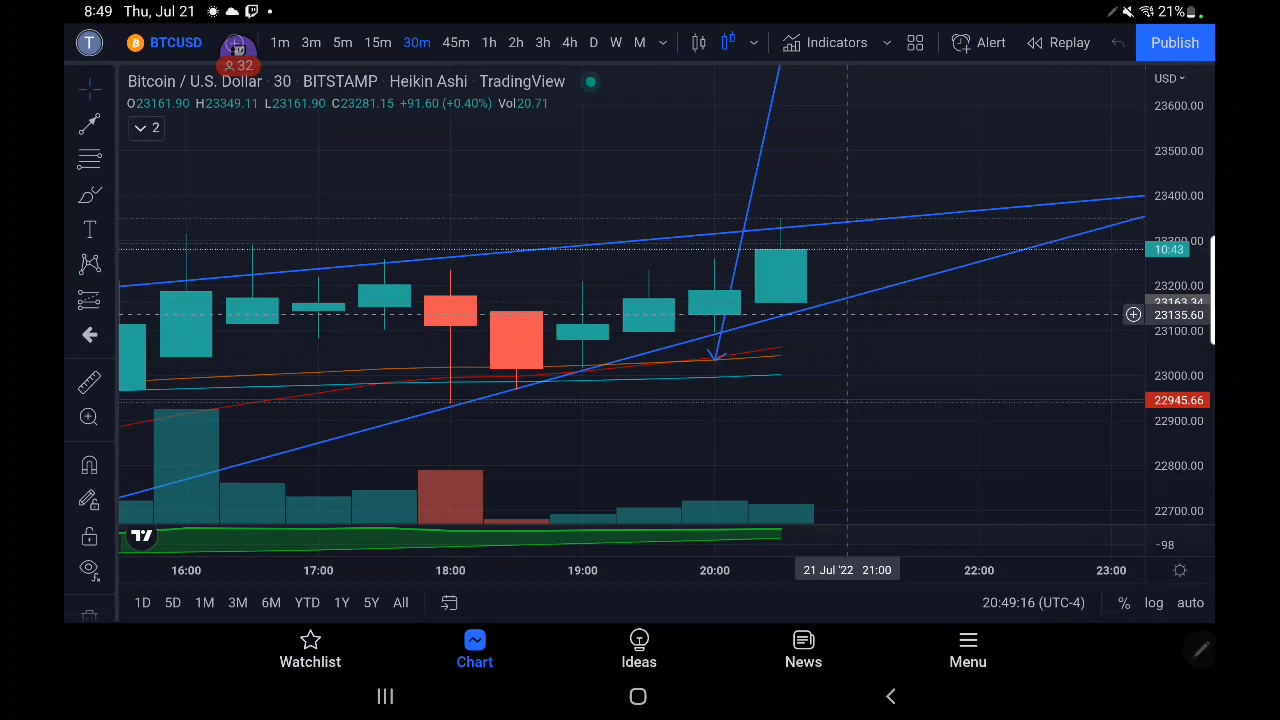 8:49 Thu, Jul 21
21%
T
BTCUSD
32
1m 3m 5m 15m 30m 45m 1h 2h 3h 4h D W M
Indicators
Alert
Replay
Publish
Bitcoin / U.S. Dollar · 30 · BITSTAMP · Heikin Ashi · TradingView
O23161.90 H23349.11 L23161.90 C23281.15 +91.60 (+0.40%) Vol20.71
2
USD
23600.00
23500.00
23400.00
23300.00
10:43
23200.00
23163.34
23135.60
23100.00
23000.00
22945.66
22900.00
22800.00
22700.00
−98
T
16:00 17:00 18:00 19:00 20:00 21 Jul '22 21:00 22:00 23:00
1D 5D 1M 3M 6M YTD 1Y 5Y All
20:49:16 (UTC-4) % log auto
Watchlist Chart Ideas News Menu